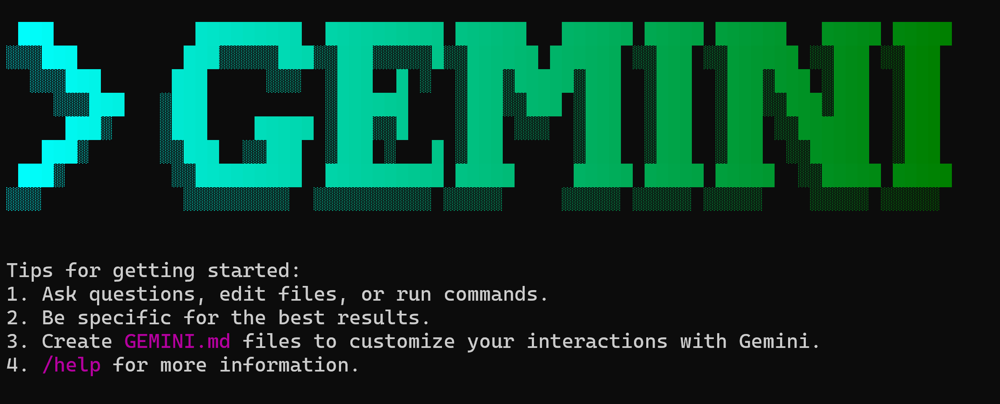 > GEMINI
Tips for getting started:
1. Ask questions, edit files, or run commands.
2. Be specific for the best results.
3. Create GEMINI.md files to customize your interactions with Gemini.
4. /help for more information.